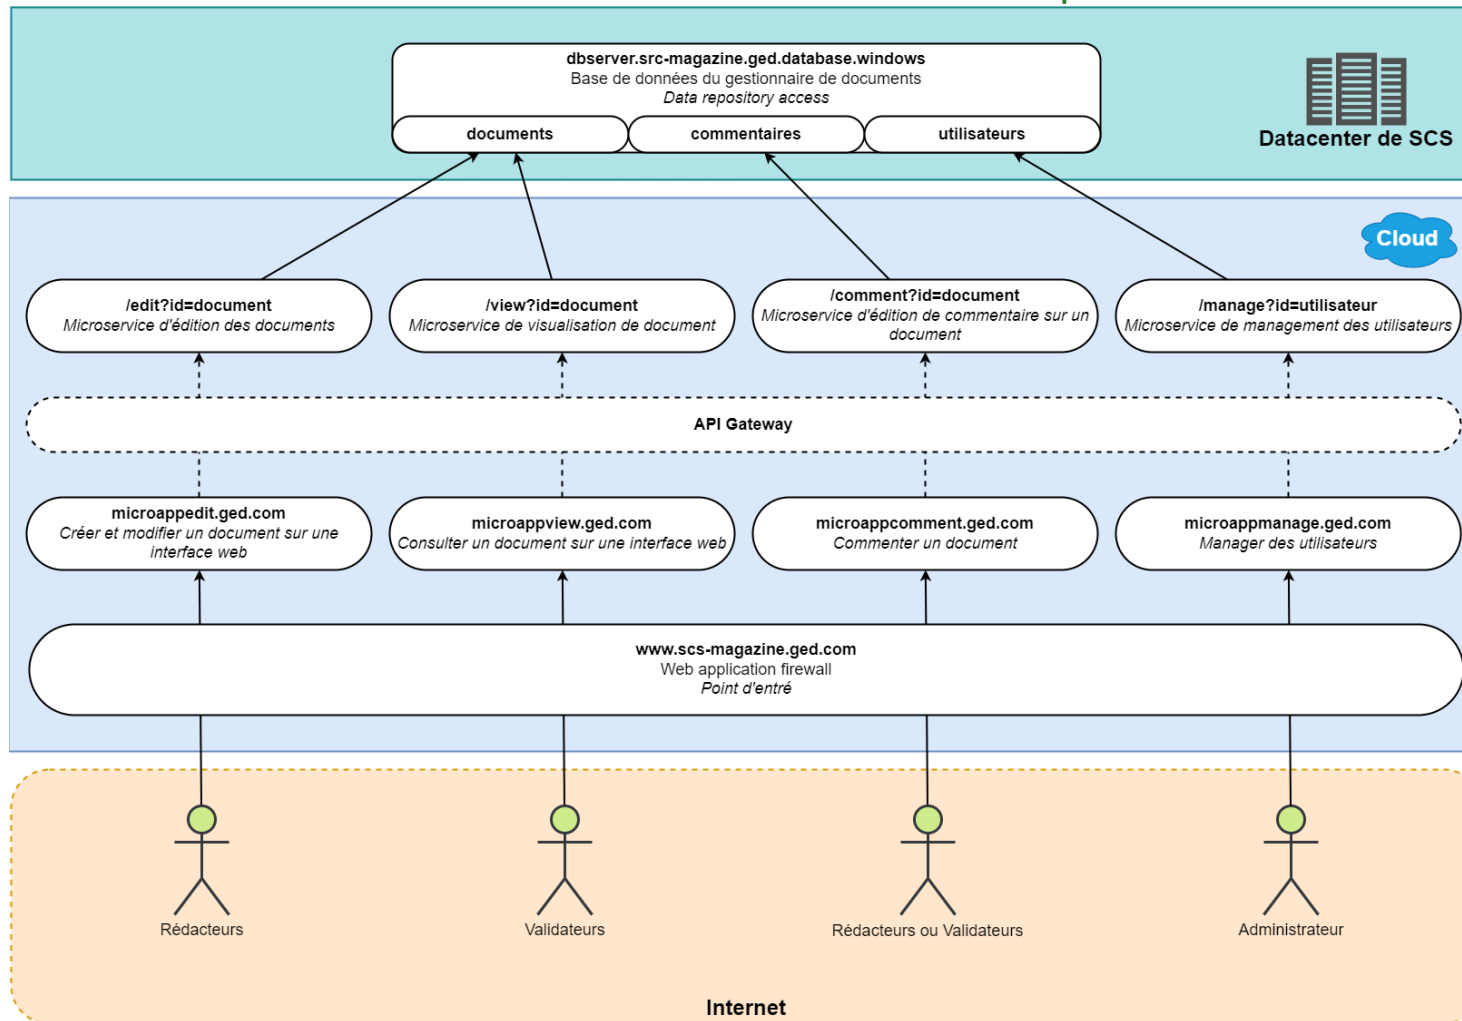 dbserver.src-magazine.ged.database.windows
Base de données du gestionnaire de documents
Data repository access
documents
commentaires
utilisateurs
Datacenter de SCS
Cloud
/edit?id=document
Microservice d'édition des documents
/view?id=document
Microservice de visualisation de document
/comment?id=document
Microservice d'édition de commentaire sur un
document
/manage?id=utilisateur
Microservice de management des utilisateurs
API Gateway
microappedit.ged.com
Créer et modifier un document sur une
interface web
microappview.ged.com
Consulter un document sur une interface web
microappcomment.ged.com
Commenter un document
microappmanage.ged.com
Manager des utilisateurs
www.scs-magazine.ged.com
Web application firewall
Point d'entré
Rédacteurs
Validateurs
Rédacteurs ou Validateurs
Administrateur
Internet